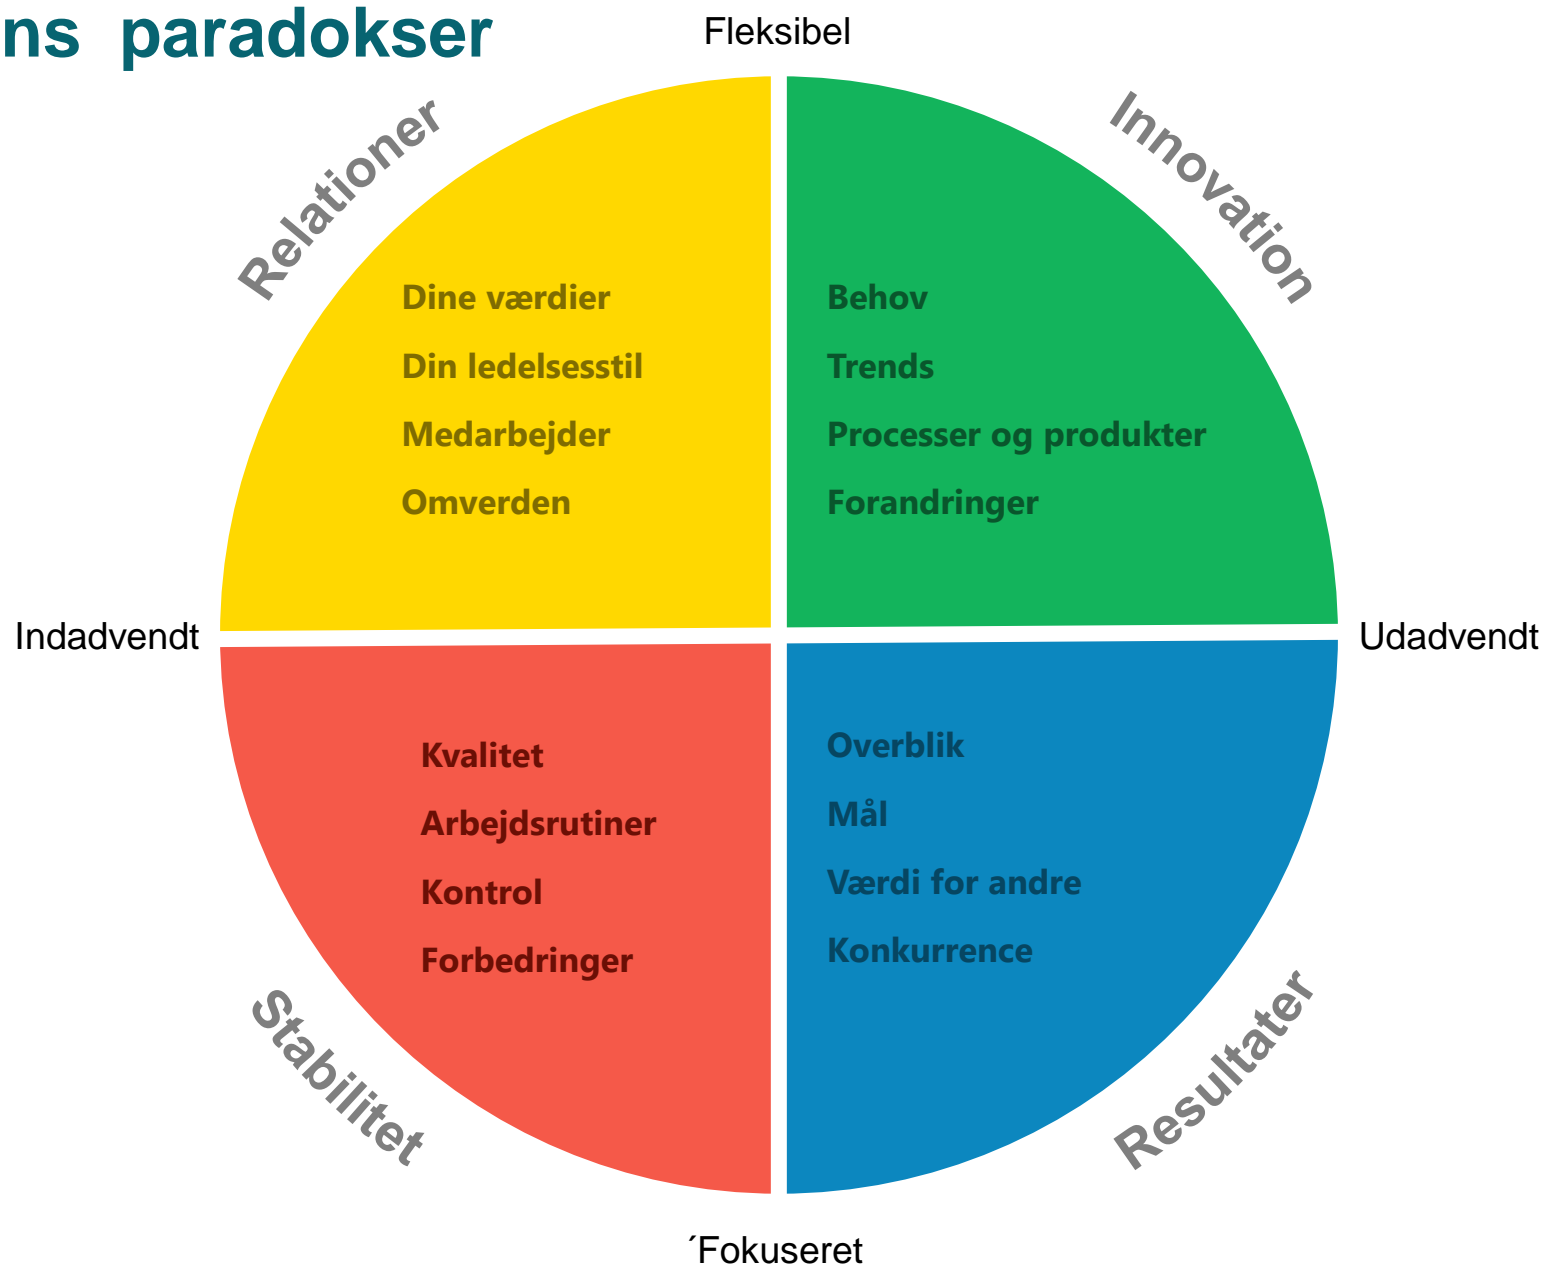 ns paradokser
Fleksibel
Relationer
Innovation
Dine værdier
Din ledelsesstil
Medarbejder
Omverden
Behov
Trends
Processer og produkter
Forandringer
Indadvendt
Udadvendt
Kvalitet
Arbejdsrutiner
Kontrol
Forbedringer
Overblik
Mål
Værdi for andre
Konkurrence
Stabilitet
Resultater
´Fokuseret